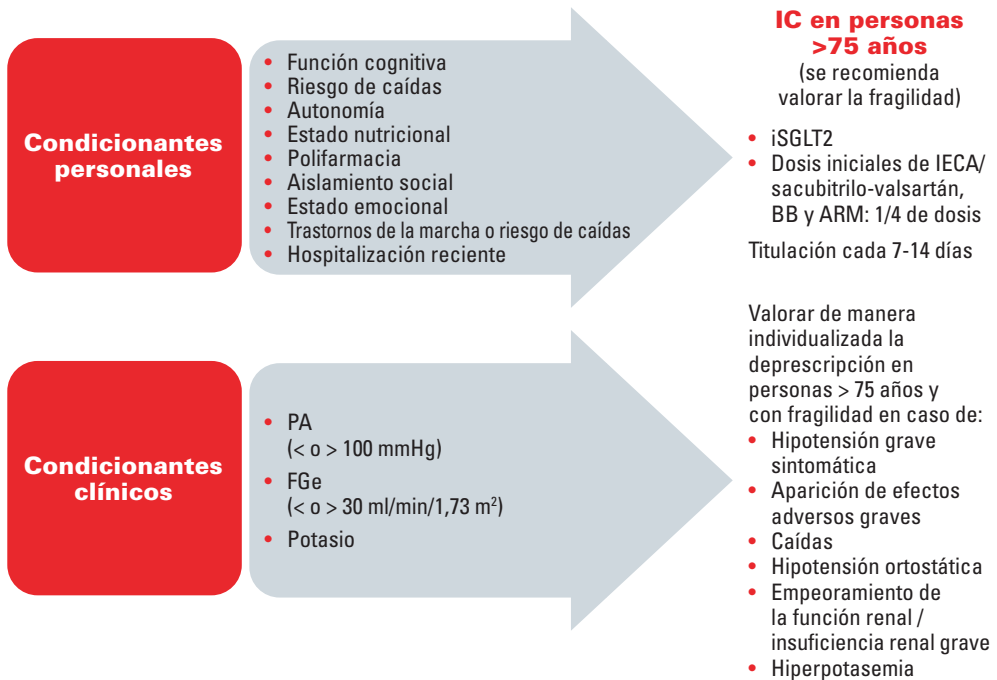 Condicionantes
personales
• Función cognitiva
• Riesgo de caídas
• Autonomía
• Estado nutricional
• Polifarmacia
• Aislamiento social
• Estado emocional
• Trastornos de la marcha o riesgo de caídas
• Hospitalización reciente
IC en personas
>75 años
(se recomienda
valorar la fragilidad)
• iSGLT2
• Dosis iniciales de IECA/
sacubitrilo-valsartán,
BB y ARM: 1/4 de dosis
Titulación cada 7-14 días
Condicionantes
clínicos
• PA
(< o > 100 mmHg)
• FGe
(< o > 30 ml/min/1,73 m²)
• Potasio
Valorar de manera
individualizada la
deprescripción en
personas > 75 años y
con fragilidad en caso de:
• Hipotensión grave
sintomática
• Aparición de efectos
adversos graves
• Caídas
• Hipotensión ortostática
• Empeoramiento de
la función renal /
insuficiencia renal grave
• Hiperpotasemia